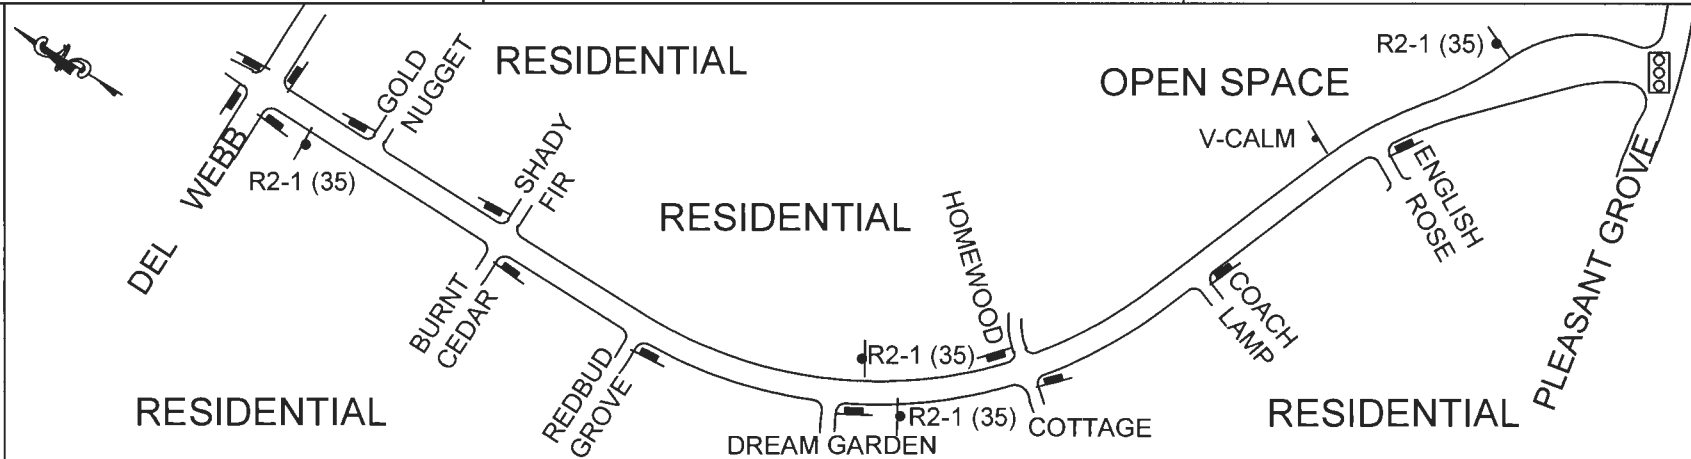 RESIDENTIAL
GOLD
NUGGET
R2-1 (35)
OPEN SPACE
V-CALM
DEL WEBB
R2-1 (35)
SHADY
FIR
RESIDENTIAL
HOMEWOOD
ENGLISH
ROSE
PLEASANT GROVE
BURNT
CEDAR
COACH
LAMP
R2-1 (35)
REDBUD
GROVE
RESIDENTIAL
R2-1 (35)
DREAM GARDEN
COTTAGE
RESIDENTIAL